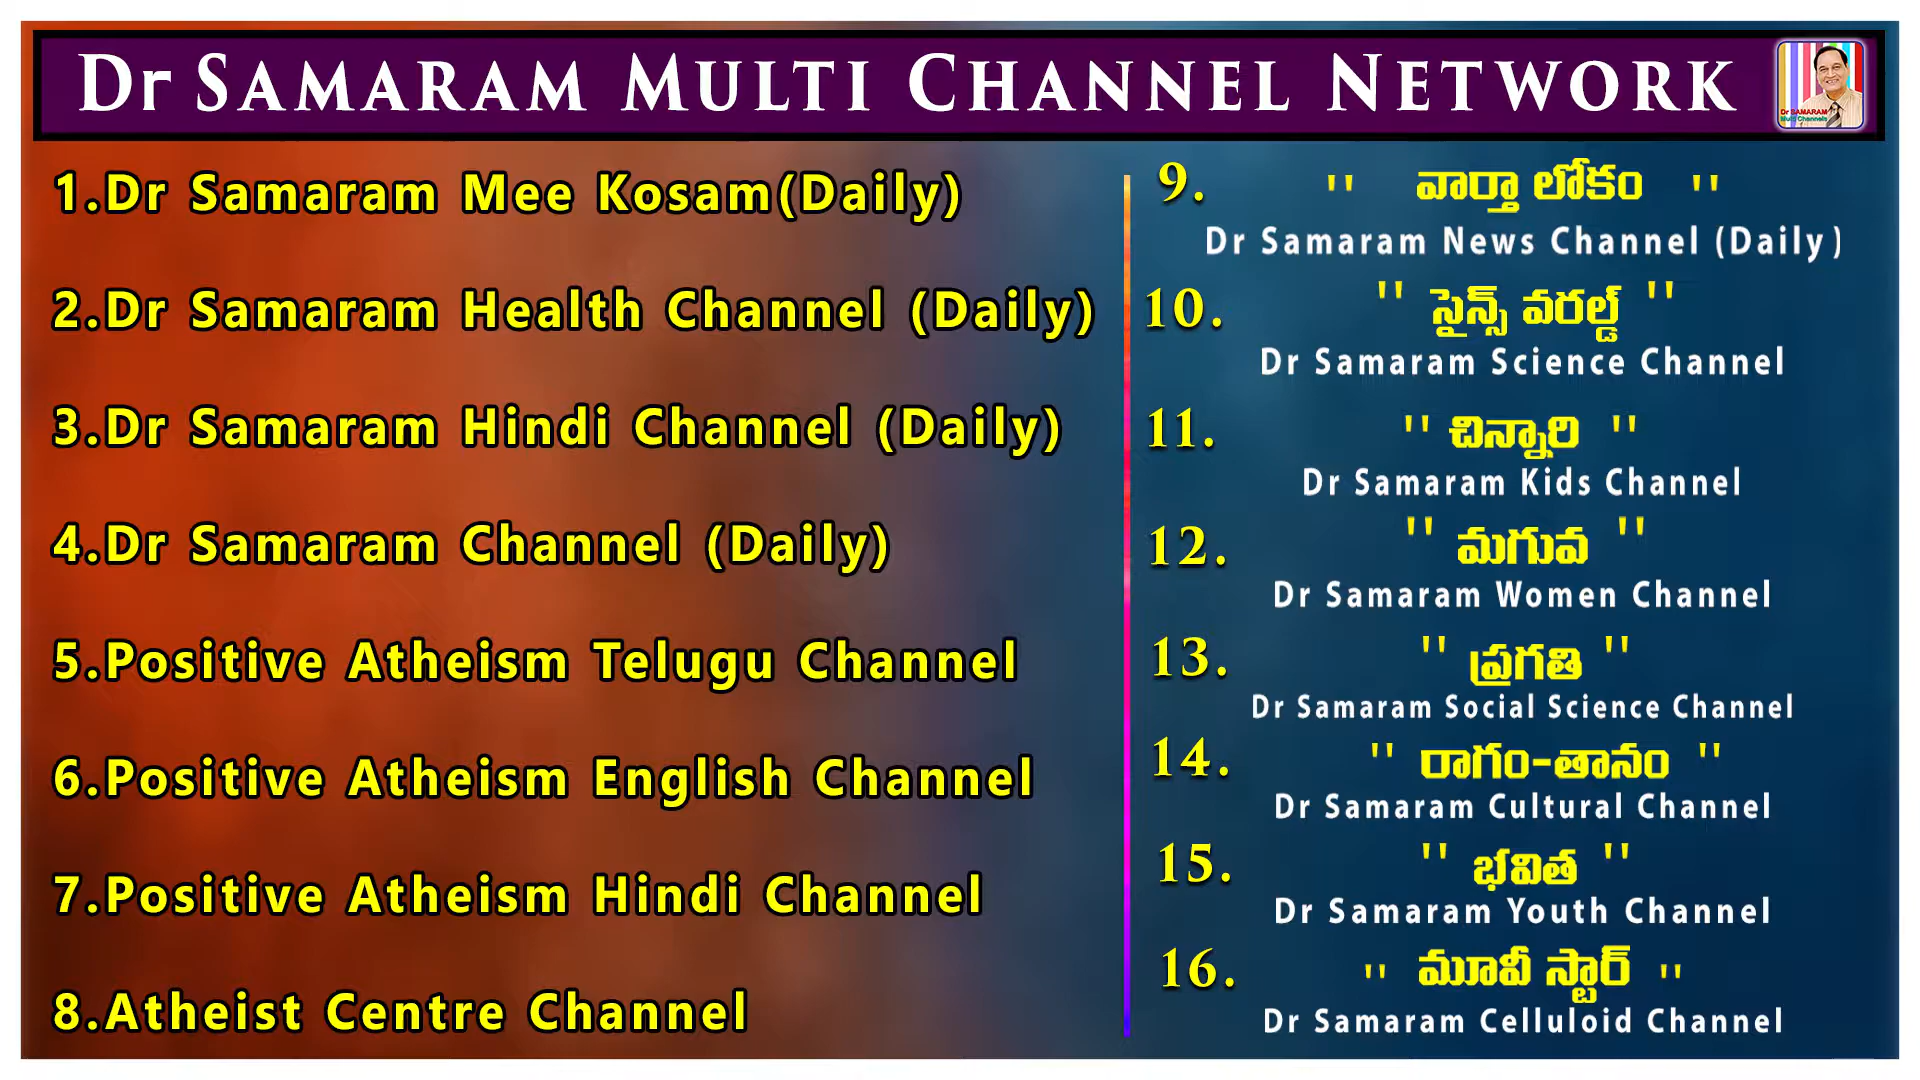 Dr SAMARAM MULTI CHANNEL NETWORK
Dr SAMARAM
Multi Channels
1.Dr Samaram Mee Kosam(Daily)
2.Dr Samaram Health Channel (Daily)
3.Dr Samaram Hindi Channel (Daily)
4.Dr Samaram Channel (Daily)
5.Positive Atheism Telugu Channel
6.Positive Atheism English Channel
7.Positive Atheism Hindi Channel
8.Atheist Centre Channel
9. '' వార్తా లోకం ''
Dr Samaram News Channel (Daily)
10. '' సైన్స్ వరల్డ్ ''
Dr Samaram Science Channel
11. '' చిన్నారి ''
Dr Samaram Kids Channel
12. '' మగువ ''
Dr Samaram Women Channel
13. '' ప్రగతి ''
Dr Samaram Social Science Channel
14. '' రాగం-తానం ''
Dr Samaram Cultural Channel
15. '' భవిత ''
Dr Samaram Youth Channel
16. '' మూవీ స్టార్ ''
Dr Samaram Celluloid Channel